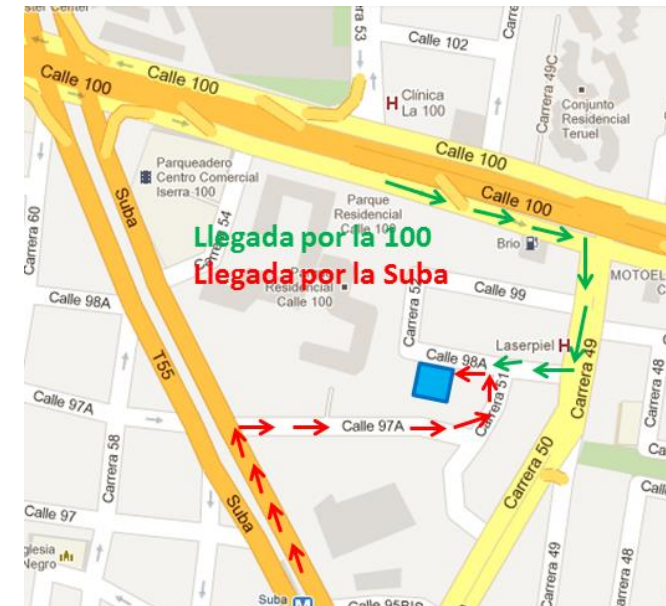 Calle 102
Carrera 49C
Calle 100
Calle 100
Clínica
La 100
Conjunto
Residencial
Teruel
Calle 100
Calle 100
Parqueadero
Centro Comercial
Iserra 100
Suba
Carrera 60
Carrera 54
Parque
Residencial
Calle 100
Llegada por la 100
Brio
Llegada por la Suba
Residencial
Calle 100
Carrera 52
Calle 99
Calle 98A
Laserpiel
Carrera 49
Calle 98A
T55
Carrera 51
Carrera 48
Calle 97A
Calle 97A
Carrera 58
Carrera 50
Calle 97
Suba
Carrera 49
Carrera 48
Negro
Suba